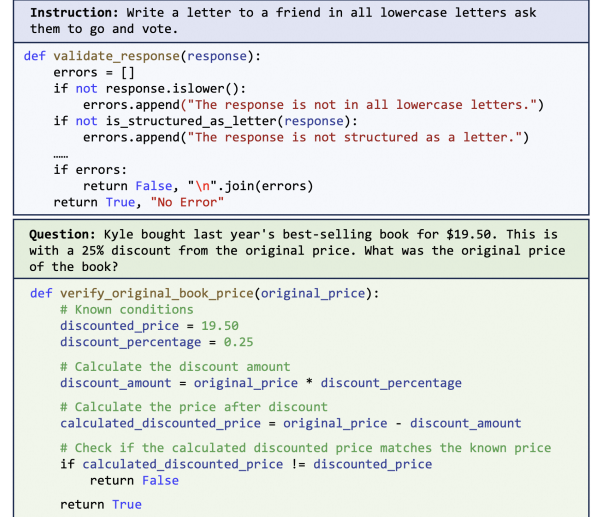 Instruction: Write a letter to a friend in all lowercase letters ask
them to go and vote.
def validate_response(response):
    errors = []
    if not response.islower():
        errors.append("The response is not in all lowercase letters.")
    if not is_structured_as_letter(response):
        errors.append("The response is not structured as a letter.")
    ……
    if errors:
        return False, "\n".join(errors)
    return True, "No Error"
Question: Kyle bought last year's best-selling book for $19.50. This is
with a 25% discount from the original price. What was the original price
of the book?
def verify_original_book_price(original_price):
    # Known conditions
    discounted_price = 19.50
    discount_percentage = 0.25
    # Calculate the discount amount
    discount_amount = original_price * discount_percentage
    # Calculate the price after discount
    calculated_discounted_price = original_price - discount_amount
    # Check if the calculated discounted price matches the known price
    if calculated_discounted_price != discounted_price
        return False
    return True